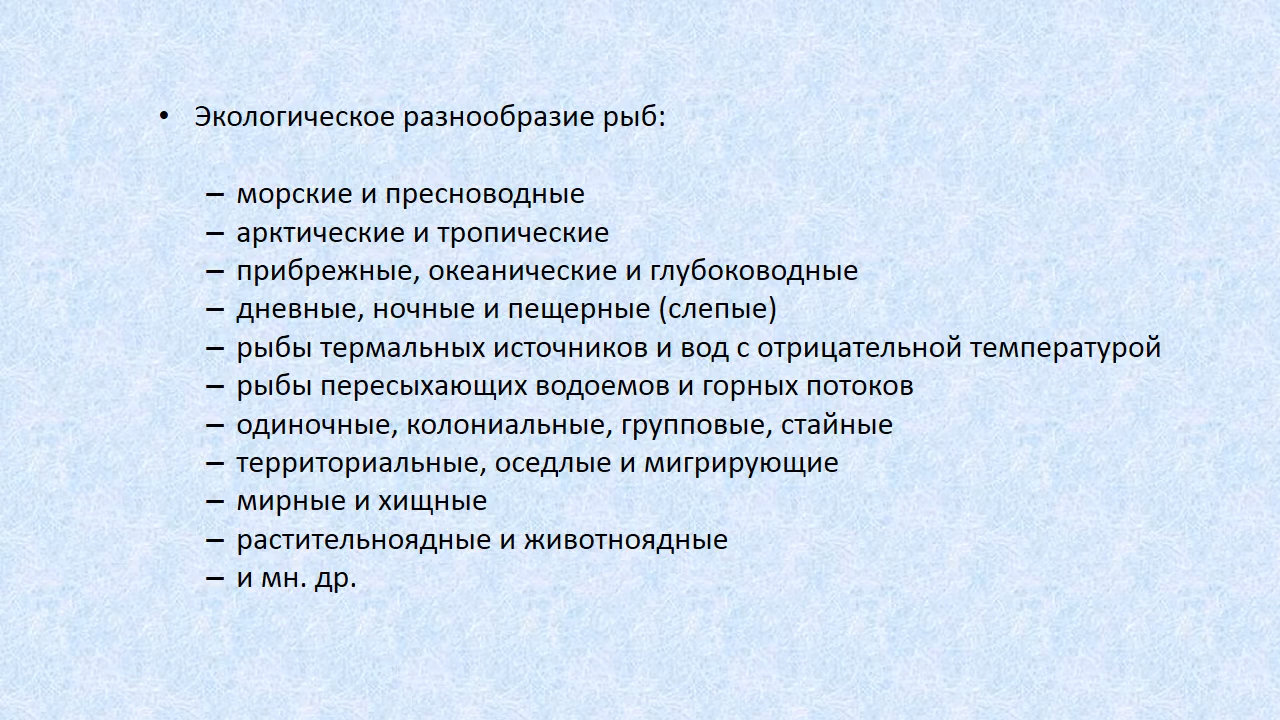 • Экологическое разнообразие рыб:
– морские и пресноводные
– арктические и тропические
– прибрежные, океанические и глубоководные
– дневные, ночные и пещерные (слепые)
– рыбы термальных источников и вод с отрицательной температурой
– рыбы пересыхающих водоемов и горных потоков
– одиночные, колониальные, групповые, стайные
– территориальные, оседлые и мигрирующие
– мирные и хищные
– растительноядные и животноядные
– и мн. др.